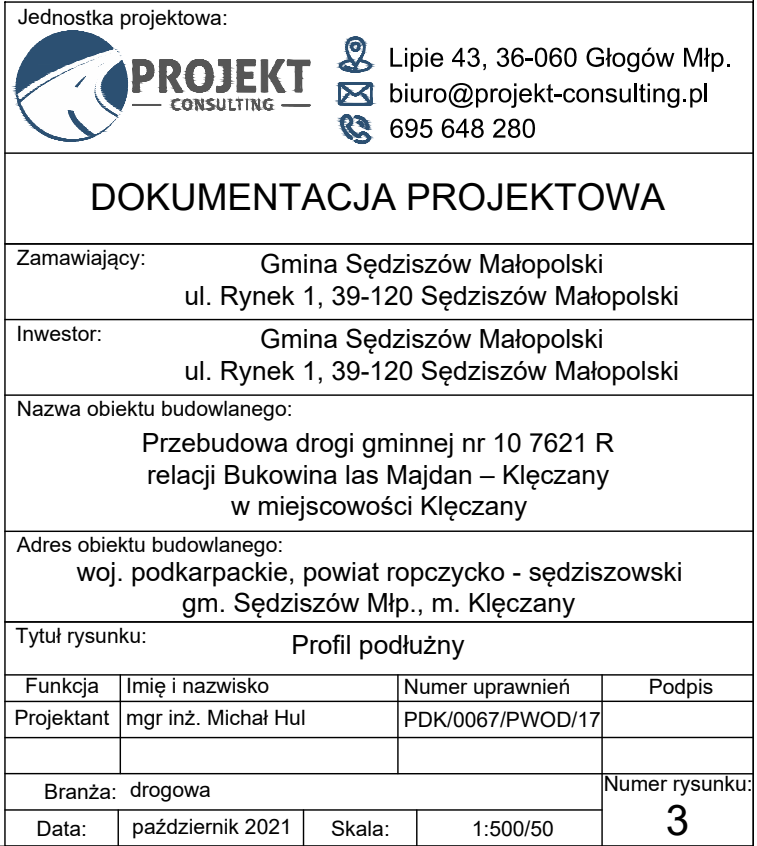 Jednostka projektowa:
PROJEKT
CONSULTING
Lipie 43, 36-060 Głogów Młp.
biuro@projekt-consulting.pl
695 648 280
DOKUMENTACJA PROJEKTOWA
Zamawiający:
Gmina Sędziszów Małopolski
ul. Rynek 1, 39-120 Sędziszów Małopolski
Inwestor:
Gmina Sędziszów Małopolski
ul. Rynek 1, 39-120 Sędziszów Małopolski
Nazwa obiektu budowlanego:
Przebudowa drogi gminnej nr 10 7621 R
relacji Bukowina las Majdan – Klęczany
w miejscowości Klęczany
Adres obiektu budowlanego:
woj. podkarpackie, powiat ropczycko - sędziszowski
gm. Sędziszów Młp., m. Klęczany
Tytuł rysunku: Profil podłużny
Funkcja Imię i nazwisko Numer uprawnień Podpis
Projektant mgr inż. Michał Hul PDK/0067/PWOD/17
Branża: drogowa
Numer rysunku:
3
Data: październik 2021 Skala: 1:500/50